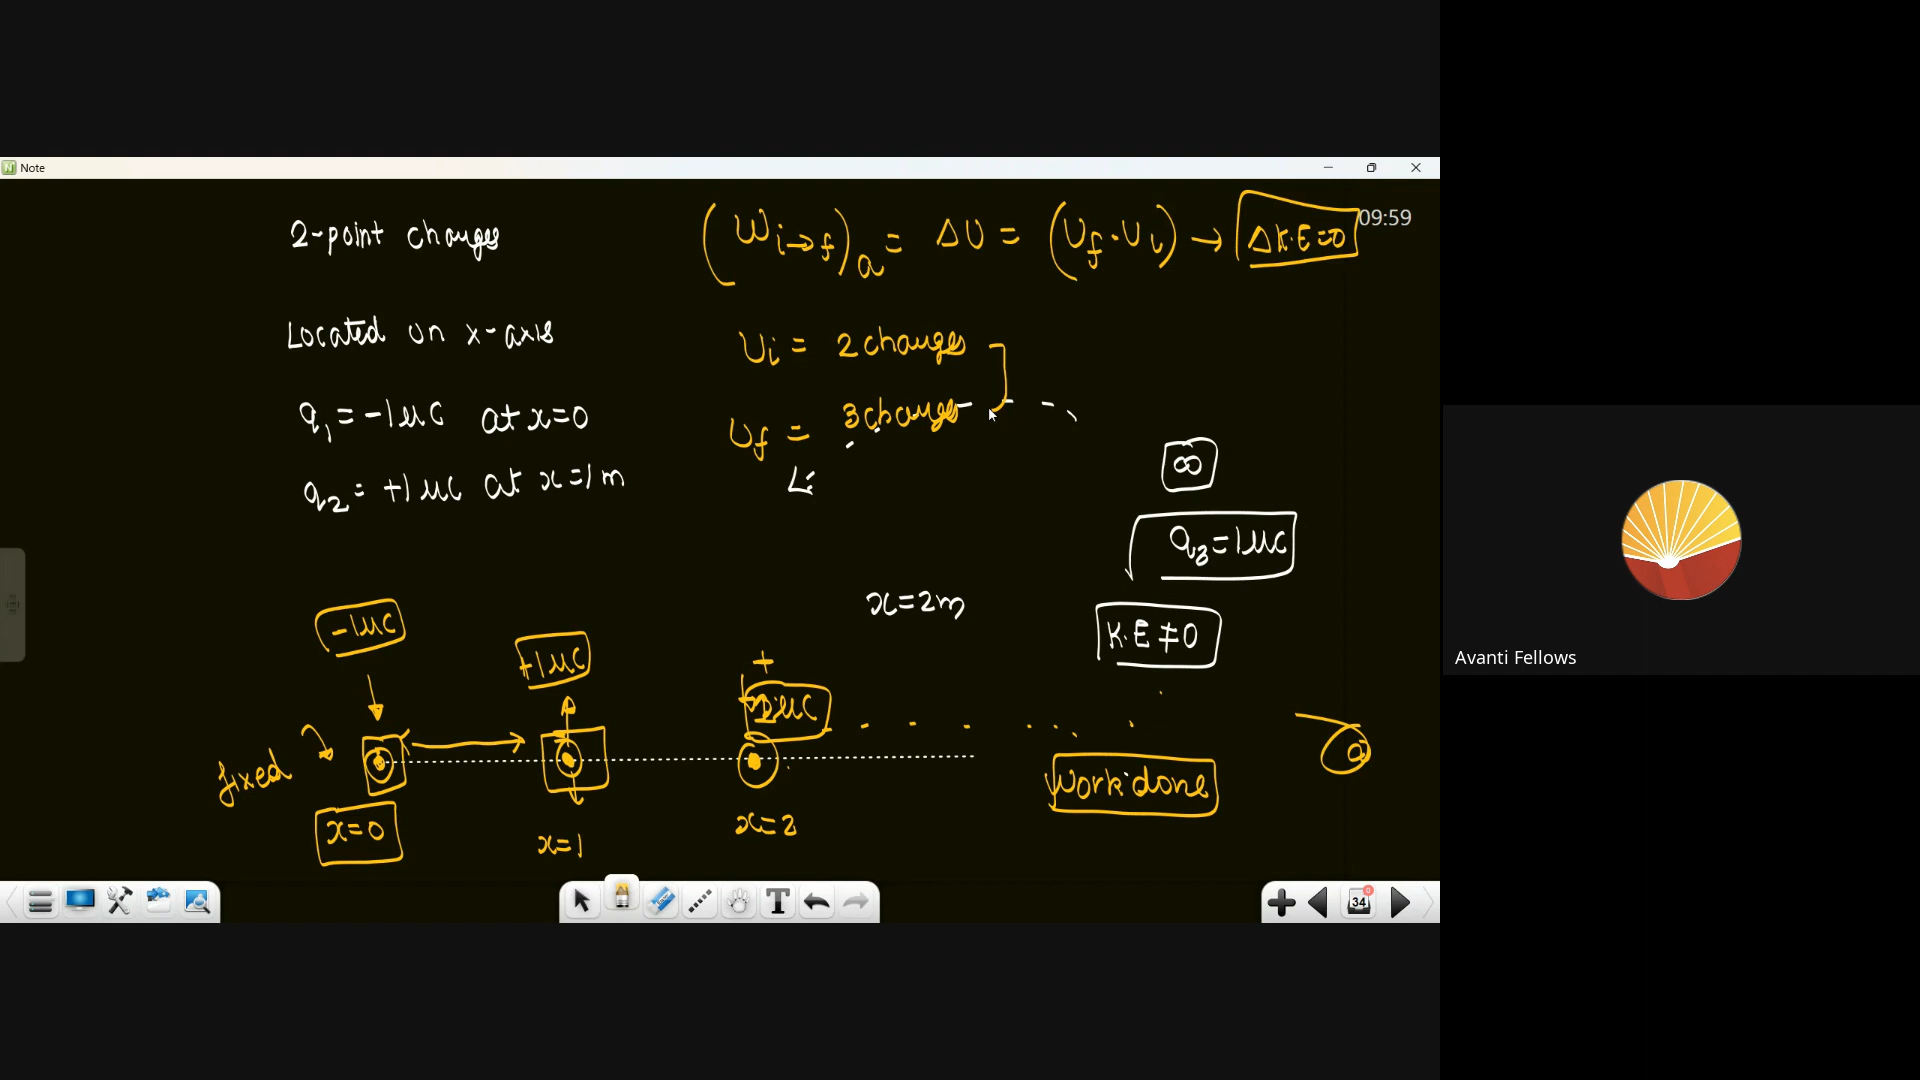 Note
2-point charges
(W i→f)a = ΔU = (Uf - Ui) → ΔK.E=0
09:59
Located on x-axis
Ui = 2 charges
q1 = -1μC at x=0
Uf = 3 charges
q2 = +1μC at x=1m
∞
q3=1μC
x=2m
K.E≠0
-1μC
+1μC
+
fixed
Work done
x=0
x=1
x=2
34
Avanti Fellows